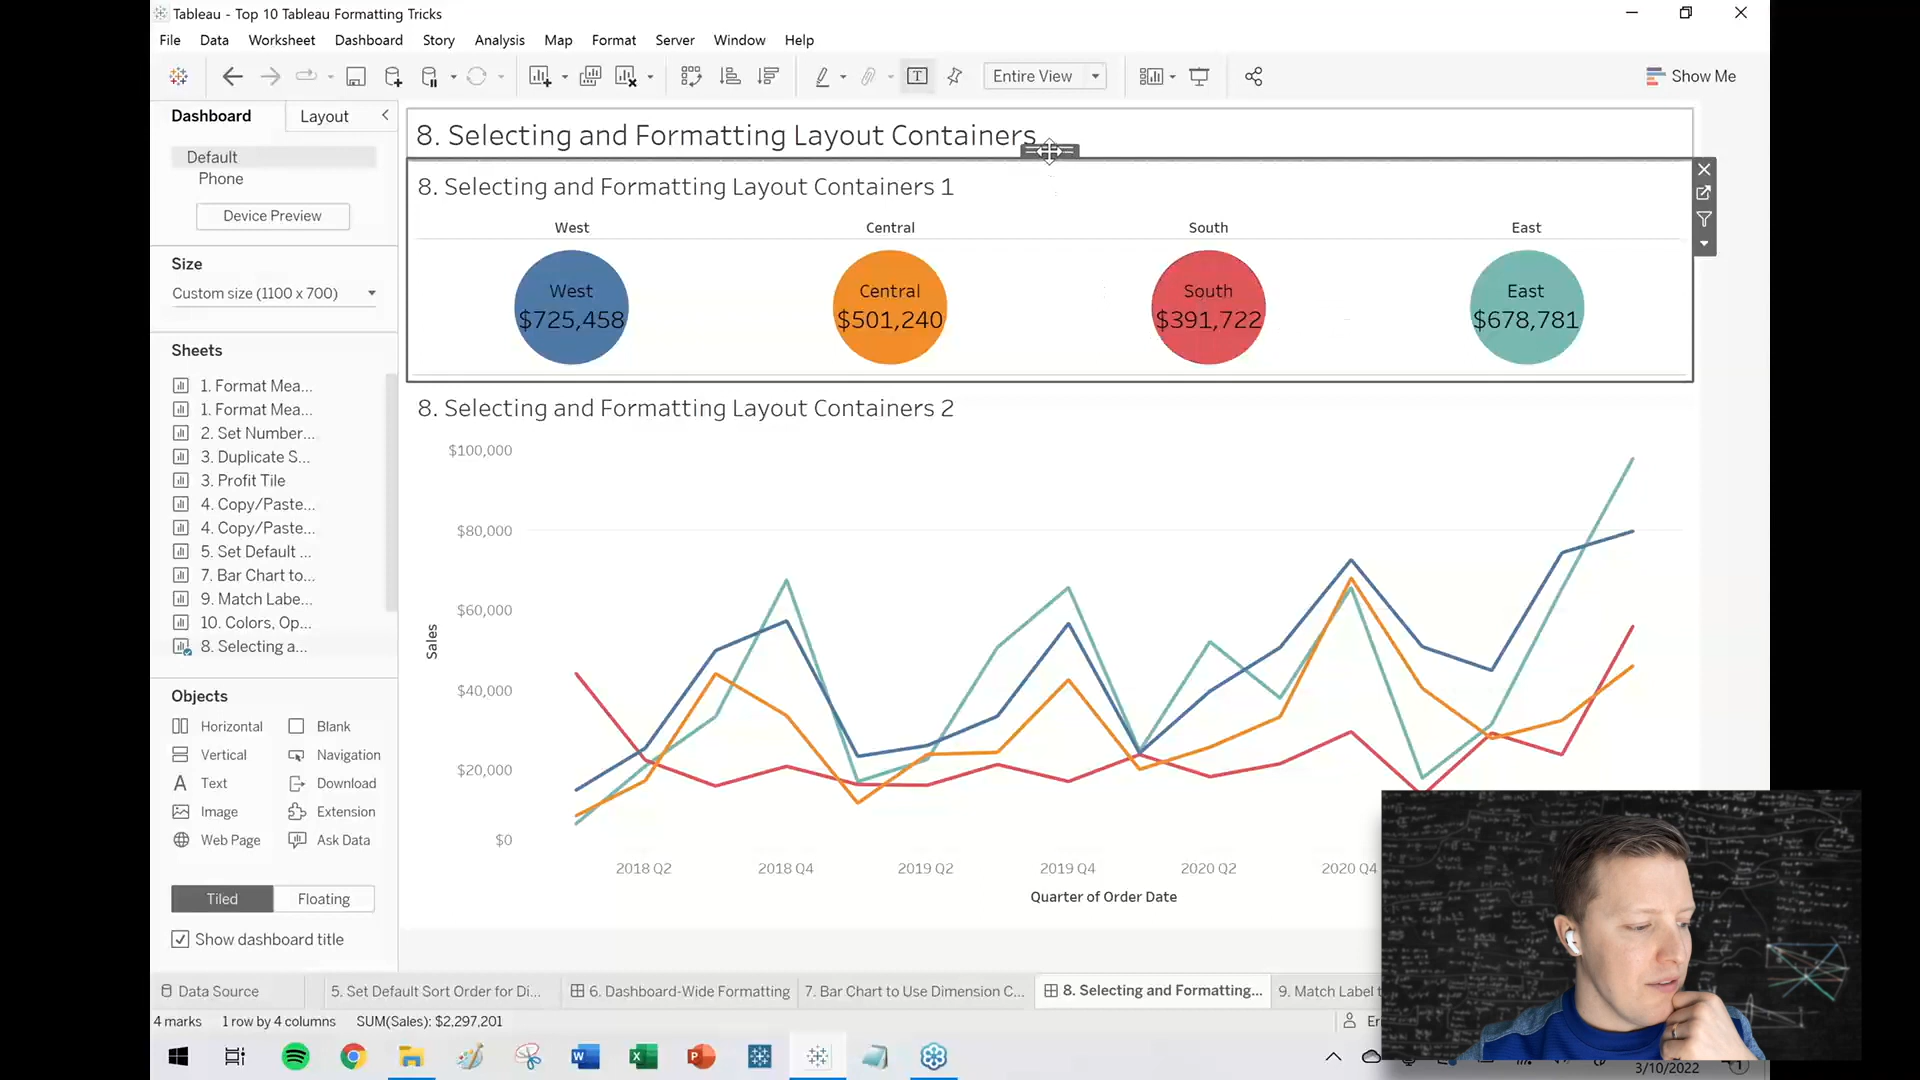 Tableau - Top 10 Tableau Formatting Tricks
File Data Worksheet Dashboard Story Analysis Map Format Server Window Help
Entire View
Show Me
Dashboard Layout
Default
Phone
Device Preview
Size
Custom size (1100 x 700)
Sheets
1. Format Mea...
1. Format Mea...
2. Set Number...
3. Duplicate S...
3. Profit Tile
4. Copy/Paste...
4. Copy/Paste...
5. Set Default ...
7. Bar Chart to...
9. Match Labe...
10. Colors, Op...
8. Selecting a...
Objects
Horizontal Blank
Vertical Navigation
Text Download
Image Extension
Web Page Ask Data
Tiled Floating
Show dashboard title
8. Selecting and Formatting Layout Containers
8. Selecting and Formatting Layout Containers 1
West Central South East
West Central South East
$725,458 $501,240 $391,722 $678,781
8. Selecting and Formatting Layout Containers 2
$100,000
$80,000
$60,000
$40,000
$20,000
$0
Sales
2018 Q2 2018 Q4 2019 Q2 2019 Q4 2020 Q2 2020 Q4
Quarter of Order Date
Data Source 5. Set Default Sort Order for Di... 6. Dashboard-Wide Formatting 7. Bar Chart to Use Dimension C... 8. Selecting and Formatting... 9. Match Label t
4 marks 1 row by 4 columns SUM(Sales): $2,297,201
3/10/2022